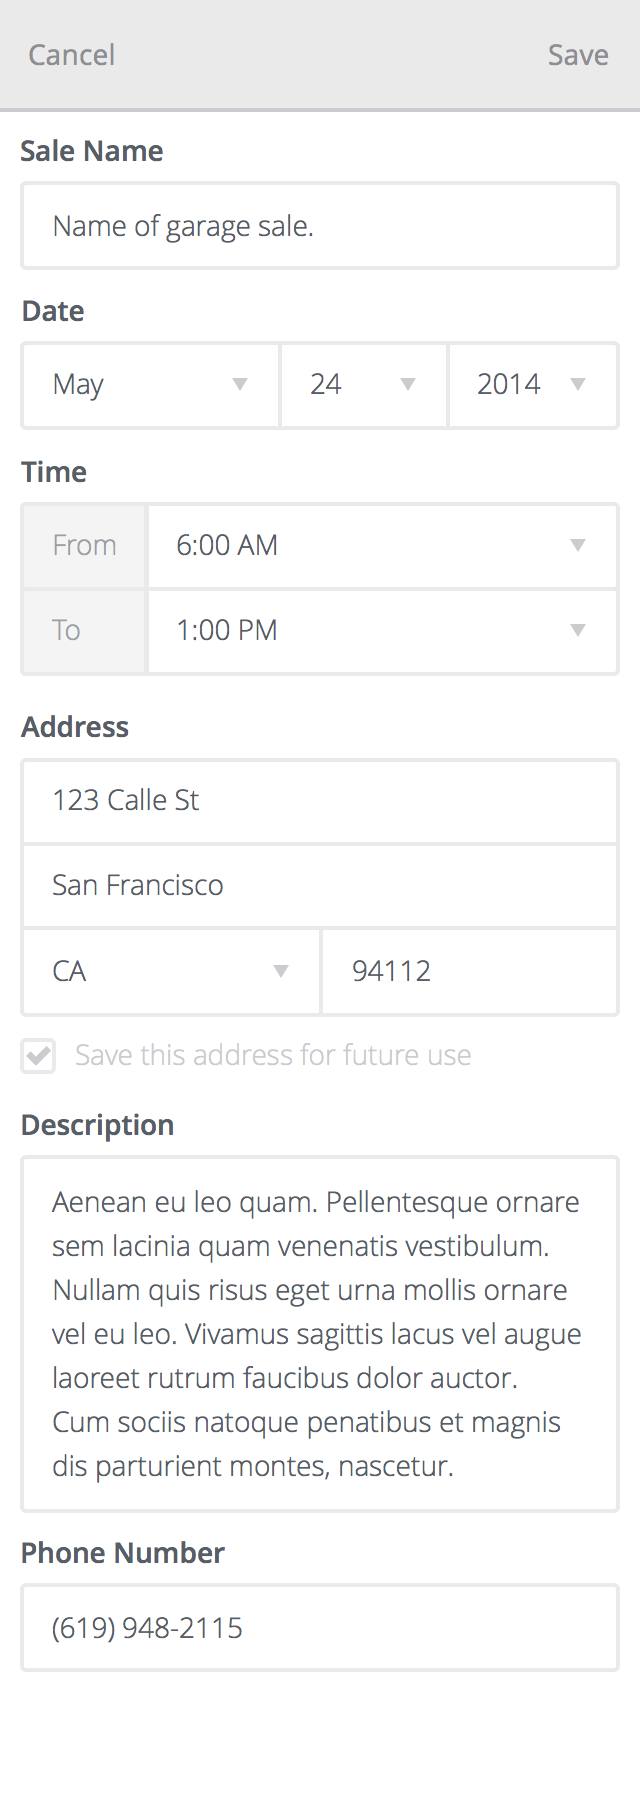 Cancel Save
Sale Name
Name of garage sale.
Date
May 24 2014
Time
From 6:00 AM
To 1:00 PM
Address
123 Calle St
San Francisco
CA 94112
Save this address for future use
Description
Aenean eu leo quam. Pellentesque ornare
sem lacinia quam venenatis vestibulum.
Nullam quis risus eget urna mollis ornare
vel eu leo. Vivamus sagittis lacus vel augue
laoreet rutrum faucibus dolor auctor.
Cum sociis natoque penatibus et magnis
dis parturient montes, nascetur.
Phone Number
(619) 948-2115